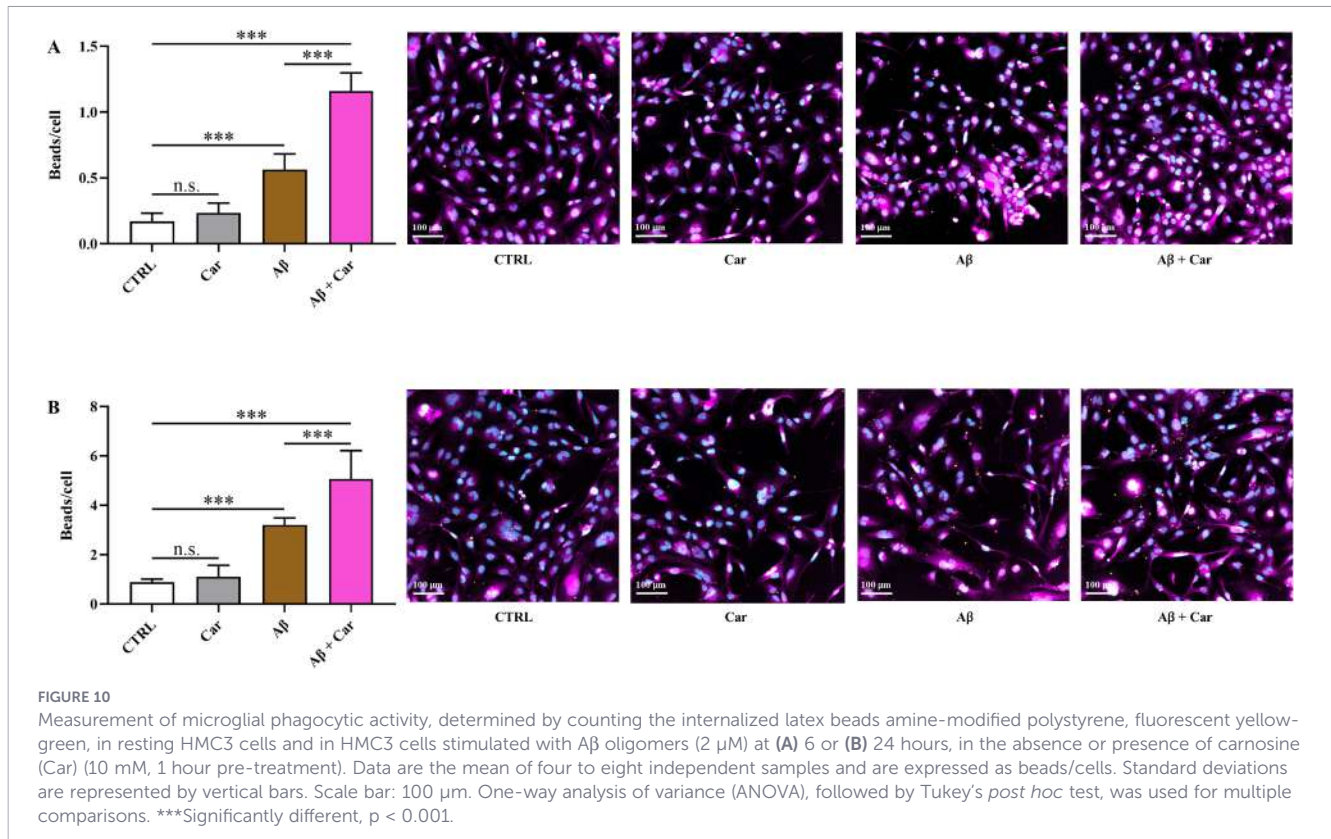 A
Beads/cell
1.5
1.0
0.5
0.0
***
***
***
n.s.
CTRL
Car
Aβ
Aβ + Car
100 µm
100 µm
100 µm
100 µm
CTRL
Car
Aβ
Aβ + Car
B
Beads/cell
8
6
4
2
0
***
***
***
n.s.
CTRL
Car
Aβ
Aβ + Car
100 µm
100 µm
100 µm
100 µm
CTRL
Car
Aβ
Aβ + Car
FIGURE 10
Measurement of microglial phagocytic activity, determined by counting the internalized latex beads amine-modified polystyrene, fluorescent yellow-
green, in resting HMC3 cells and in HMC3 cells stimulated with Aβ oligomers (2 µM) at (A) 6 or (B) 24 hours, in the absence or presence of carnosine
(Car) (10 mM, 1 hour pre-treatment). Data are the mean of four to eight independent samples and are expressed as beads/cells. Standard deviations
are represented by vertical bars. Scale bar: 100 µm. One-way analysis of variance (ANOVA), followed by Tukey's post hoc test, was used for multiple
comparisons. ***Significantly different, p < 0.001.